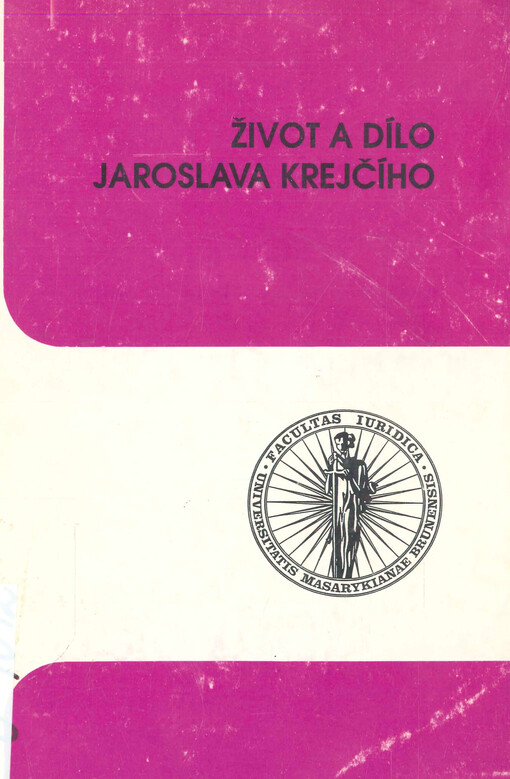 ŽIVOT A DÍLO
JAROSLAVA KREJČÍHO
· FACULTAS IURIDICA ·
UNIVERSITATIS MASARYKIANAE BRUNENSIS